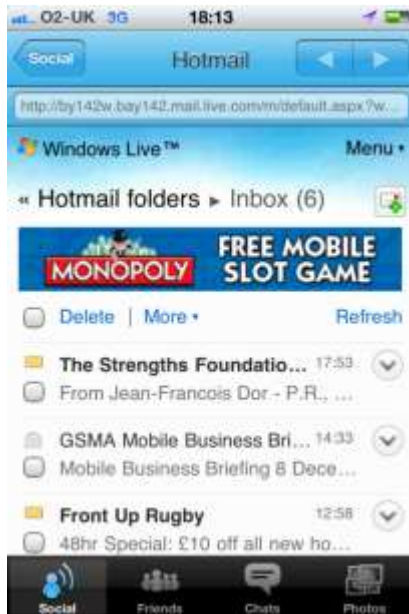 O2-UK 3G 18:13
Social Hotmail
http://by142w.bay142.mail.live.com/m/default.aspx?w...
Windows Live™ Menu
« Hotmail folders ▸ Inbox (6)
MONOPOLY FREE MOBILE
SLOT GAME
Delete | More Refresh
The Strengths Foundatio... 17:53
From Jean-Francois Dor - P.R., ...
GSMA Mobile Business Bri... 14:33
Mobile Business Briefing 8 Dece...
Front Up Rugby 12:58
48hr Special: £10 off all new ho...
Social Friends Chats Photos